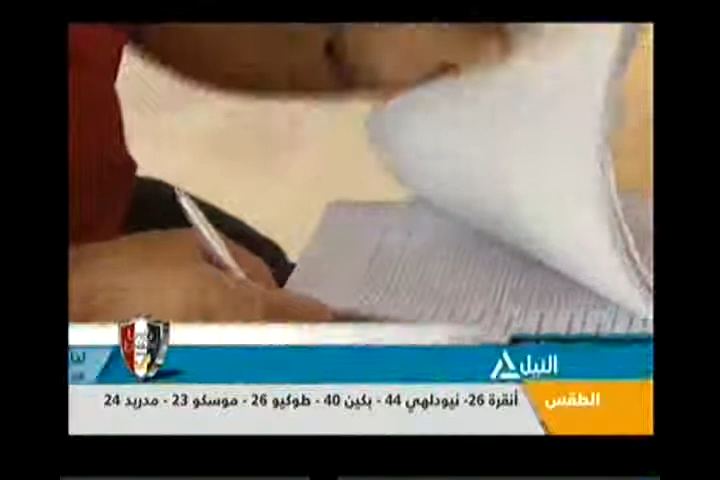 النيل
الطقس
أنقرة 26- نيودلهي 44 - بكين 40 - طوكيو 26 - موسكو 23 - مدريد 24